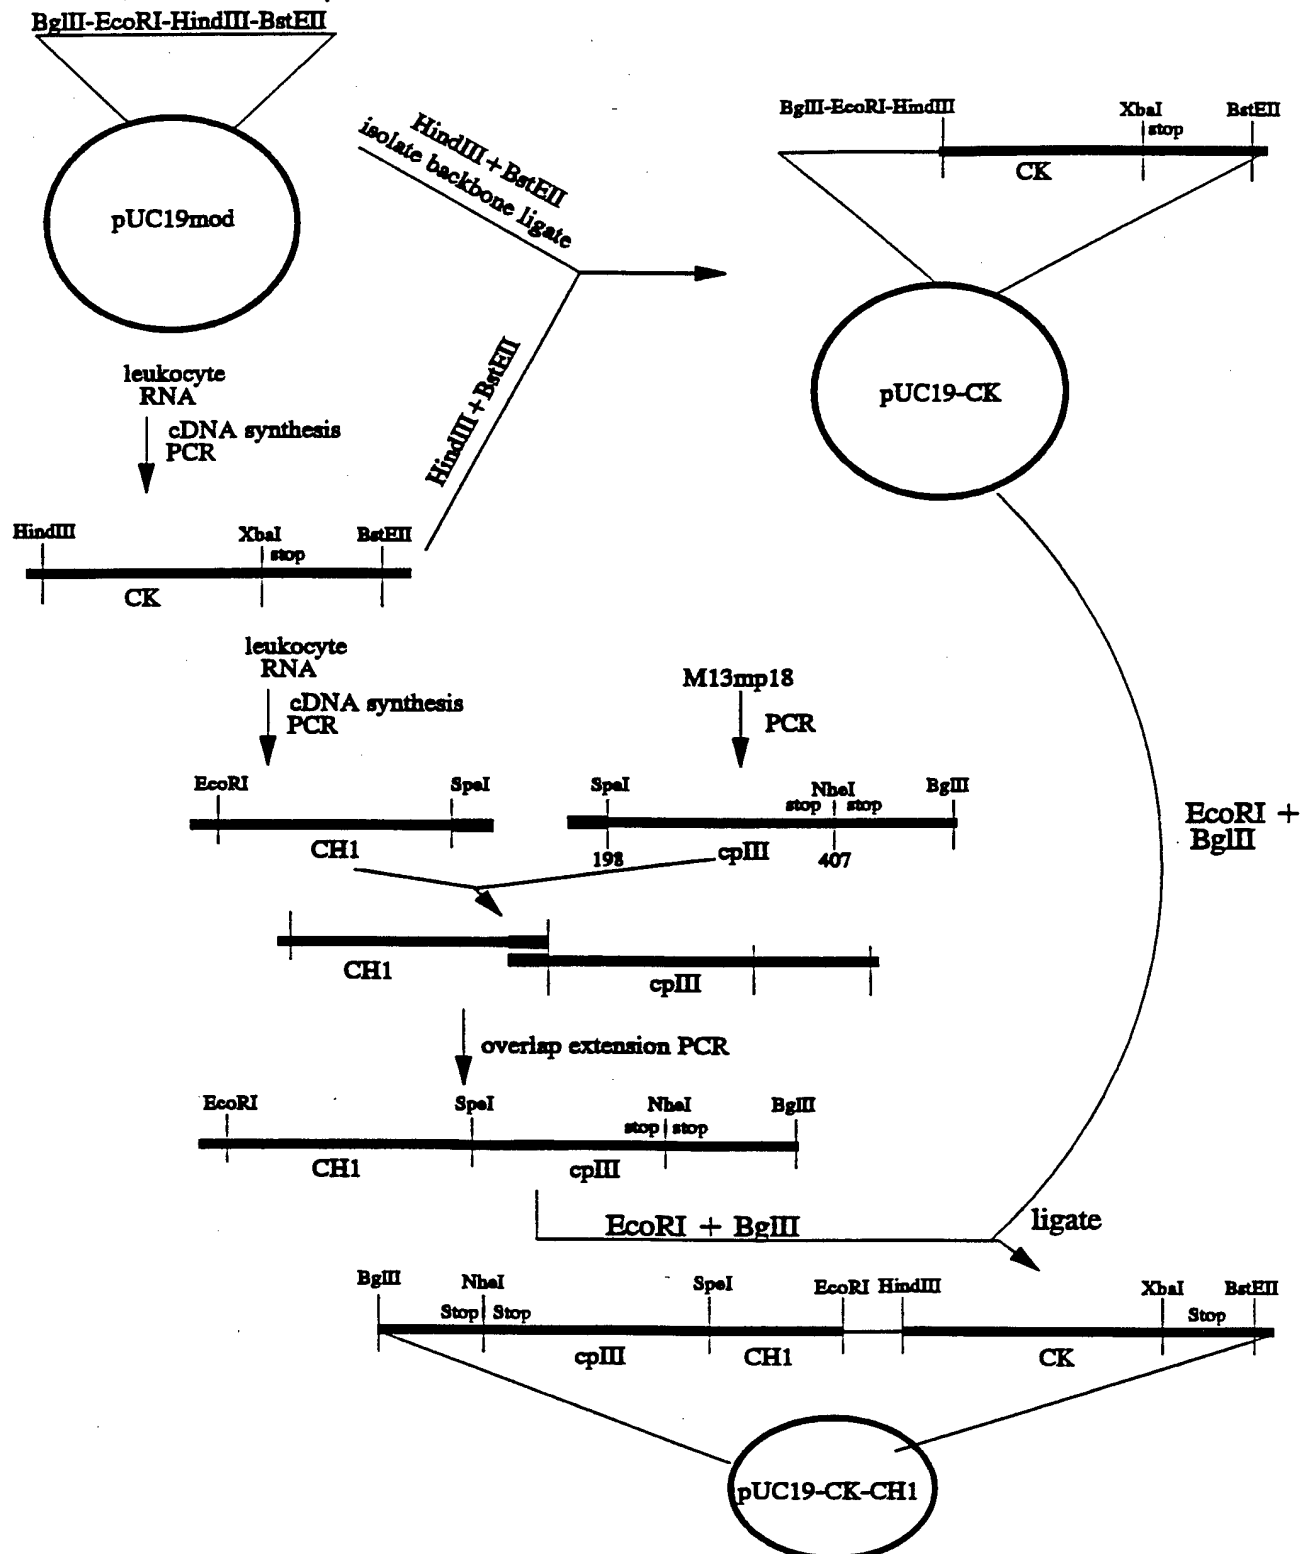 BglII-EcoRI-HindIII-BstEII
pUC19mod
HindIII+BstEII
isolate backbone ligate
BglII-EcoRI-HindIII
XbaI
BstEII
stop
CK
pUC19-CK
leukocyte
RNA
cDNA synthesis
PCR
HindIII+BstEII
HindIII
XbaI
BstEII
stop
CK
leukocyte
RNA
cDNA synthesis
PCR
M13mp18
PCR
EcoRI
SpeI
CH1
SpeI
NheI
BglII
stop
stop
198
cpIII
407
EcoRI +
BglII
CH1
cpIII
overlap extension PCR
EcoRI
SpeI
NheI
BglII
stop
stop
CH1
cpIII
EcoRI + BglII
ligate
BglII
NheI
SpeI
EcoRI
HindIII
XbaI
BstEII
Stop
Stop
Stop
cpIII
CH1
CK
pUC19-CK-CH1